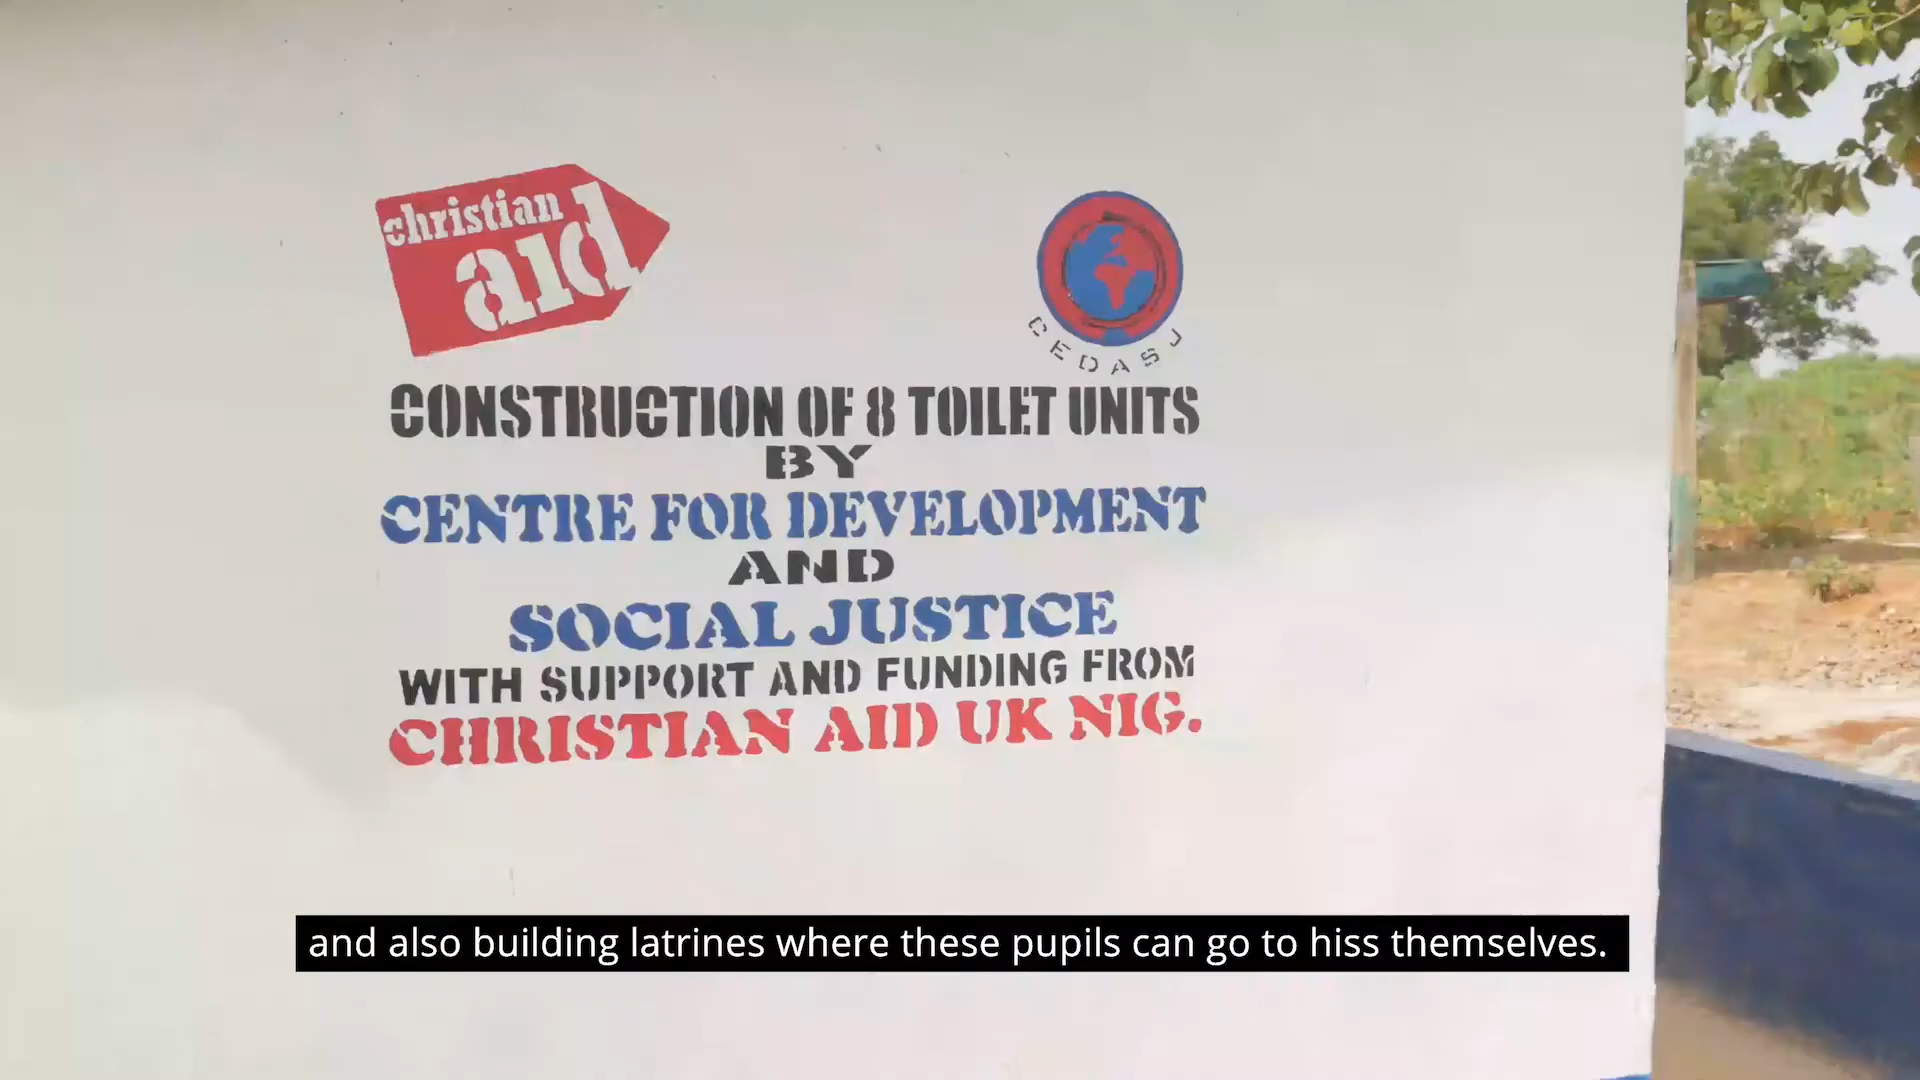 christian
aid
CEDASJ
CONSTRUCTION OF 8 TOILET UNITS
BY
CENTRE FOR DEVELOPMENT
AND
SOCIAL JUSTICE
WITH SUPPORT AND FUNDING FROM
CHRISTIAN AID UK NIG.
and also building latrines where these pupils can go to hiss themselves.